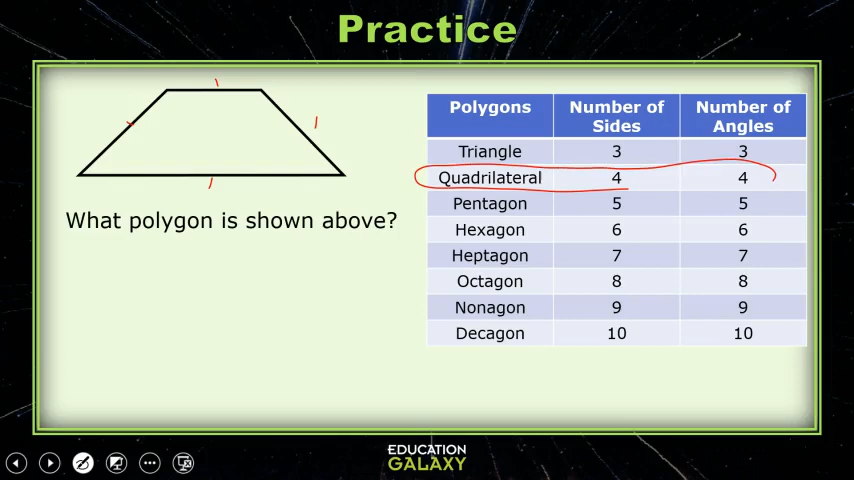 Practice
What polygon is shown above?
Polygons Number of Sides Number of Angles
Triangle 3 3
Quadrilateral 4 4
Pentagon 5 5
Hexagon 6 6
Heptagon 7 7
Octagon 8 8
Nonagon 9 9
Decagon 10 10
EDUCATION
GALAXY